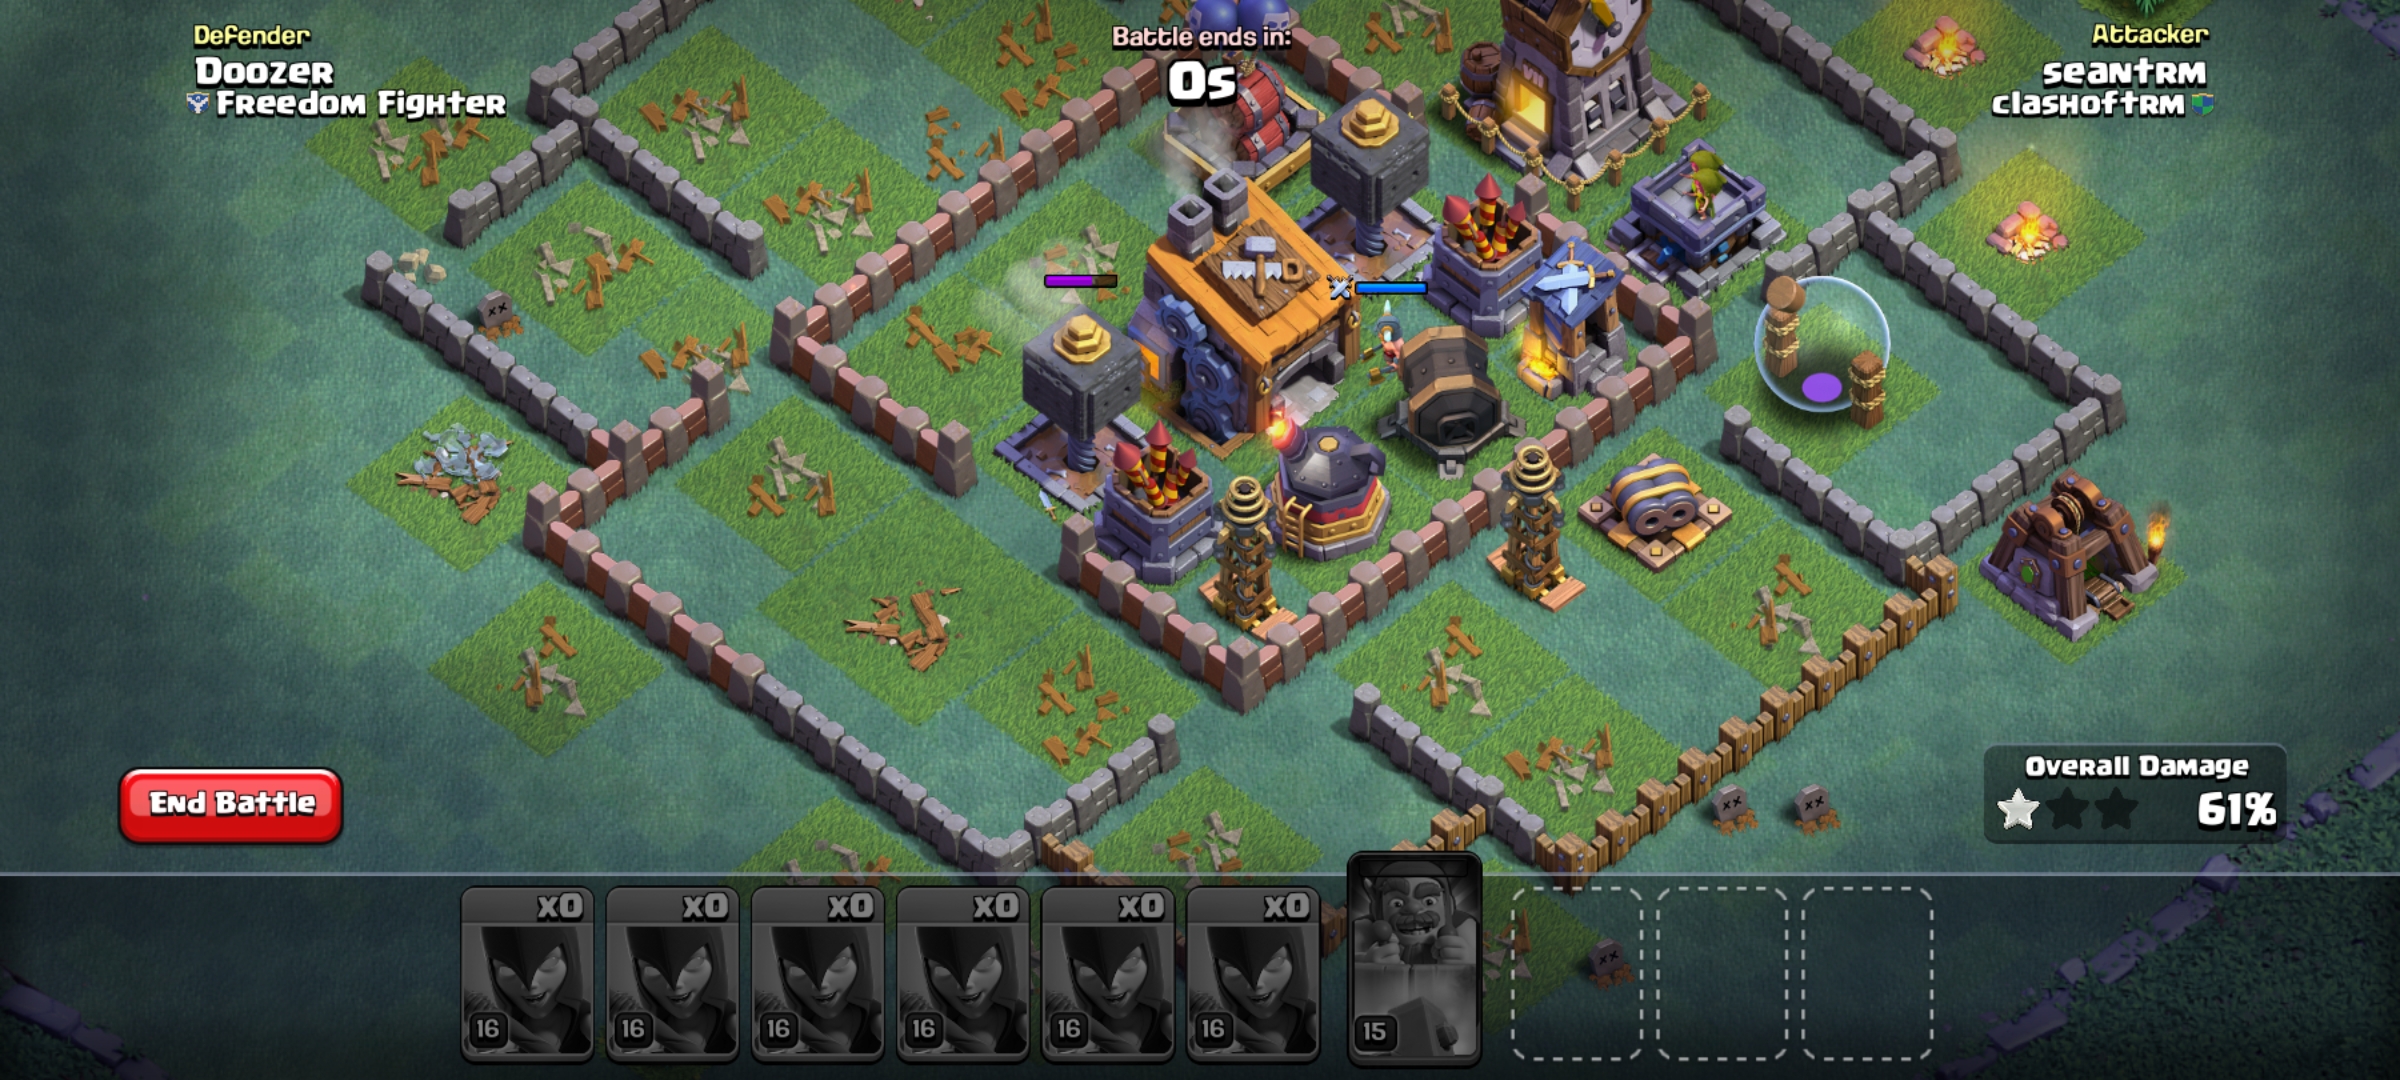 Defender
Doozer
Freedom Fighter
Battle ends in:
0s
Attacker
seantrm
clashoftrm
VII
End Battle
Overall Damage
61%
x0
x0
x0
x0
x0
x0
16
16
16
16
16
16
15